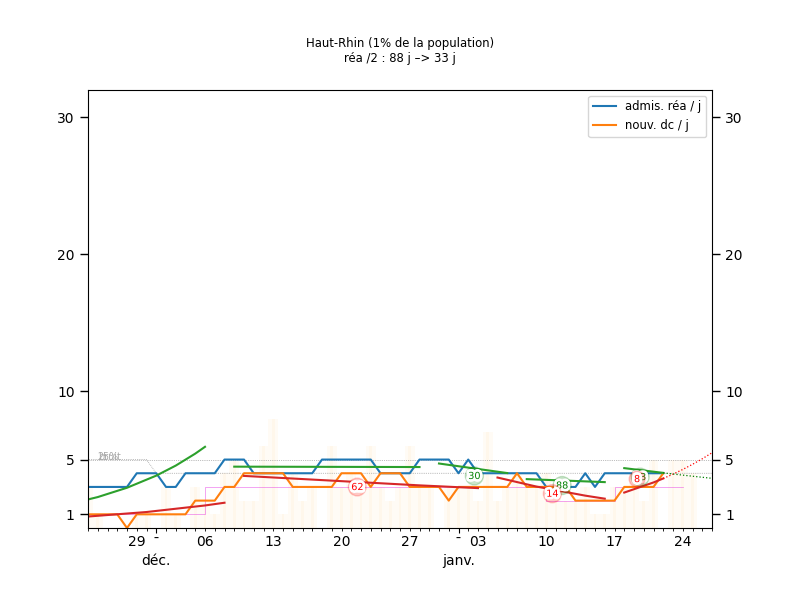 Haut-Rhin (1% de la population)
réa /2 : 88 j –> 33 j
admis. réa / j
nouv. dc / j
30 30
20 20
10 10
5 5
1 1
62
30
14
88
8
29 06 13 20 27 03 10 17 24
déc. janv.